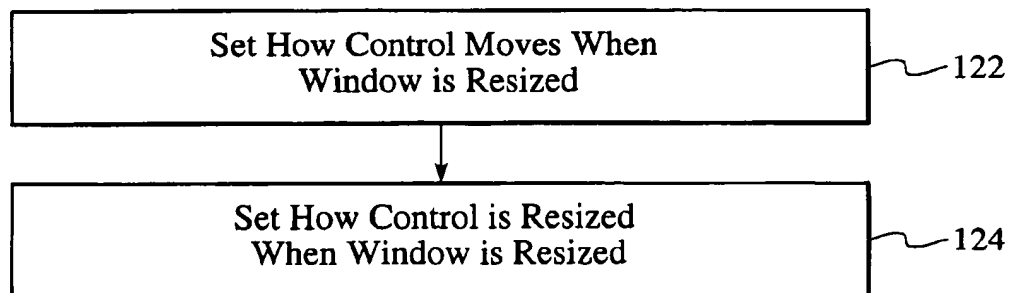 Set How Control Moves When
Window is Resized
122
Set How Control is Resized
When Window is Resized
124